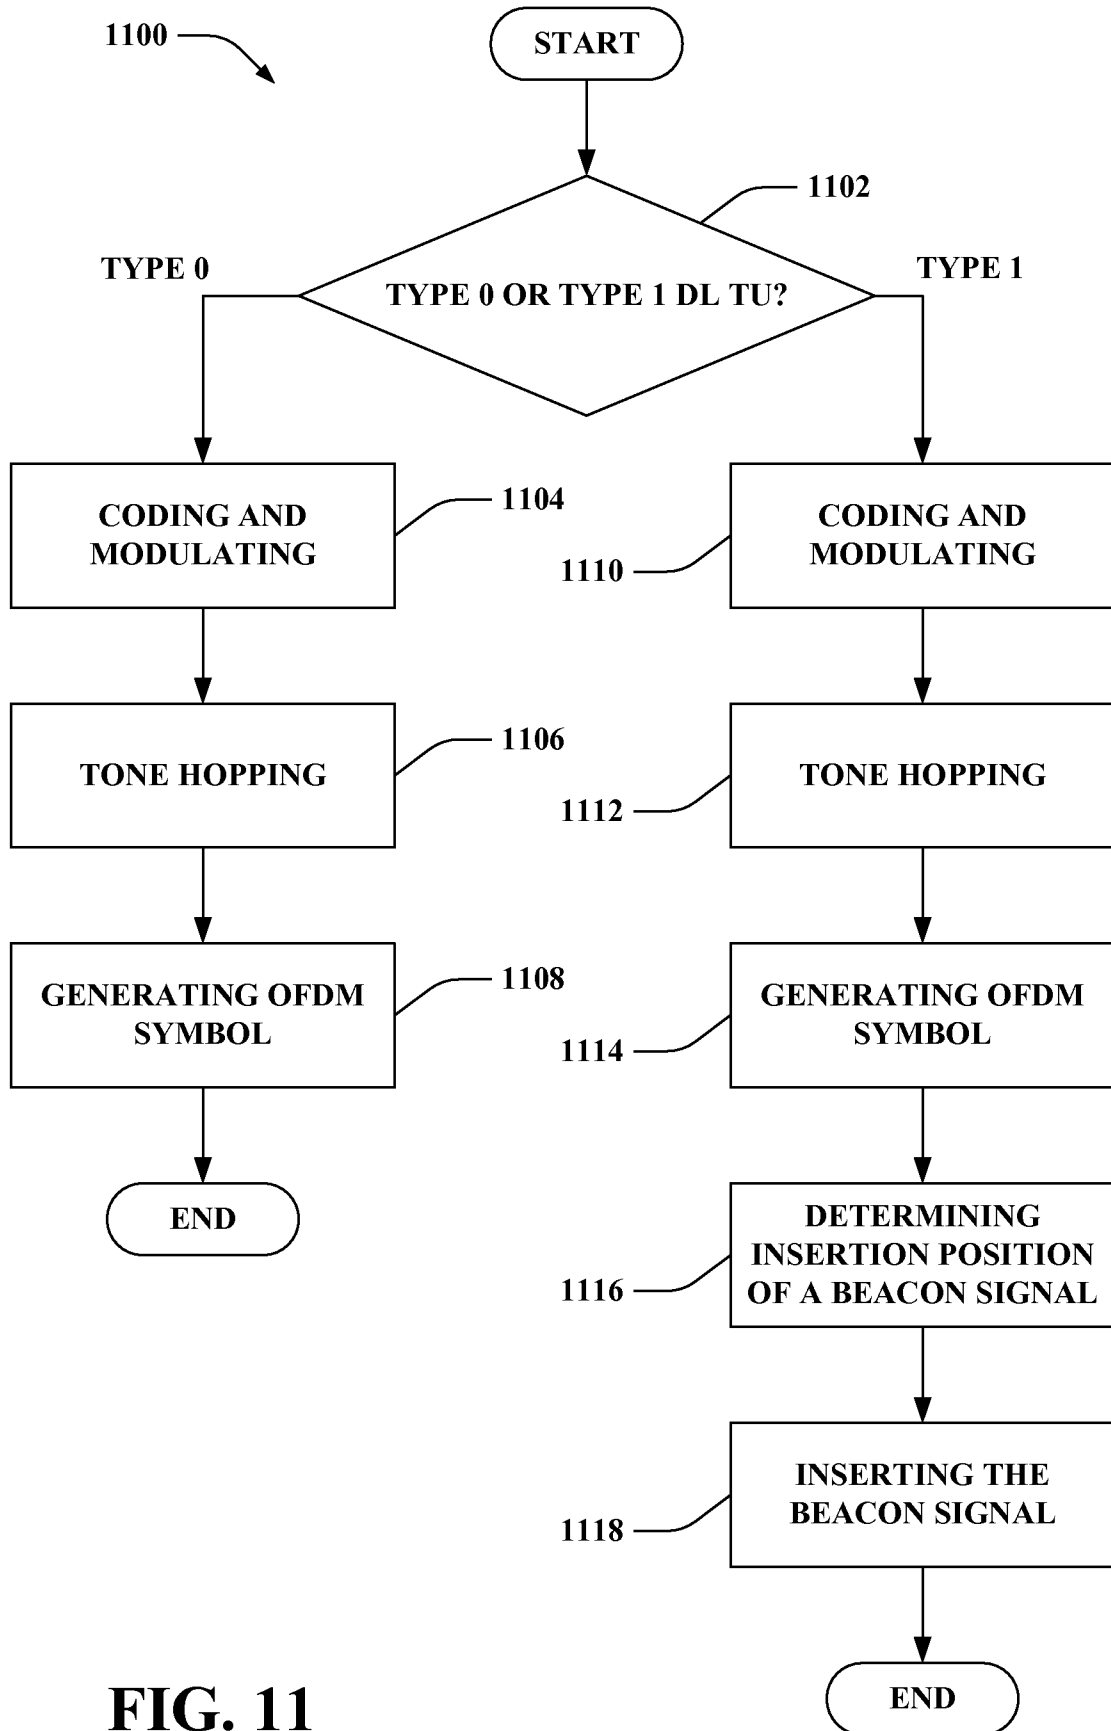 1100
START
1102
TYPE 0
TYPE 1
TYPE 0 OR TYPE 1 DL TU?
CODING AND
MODULATING
1104
TONE HOPPING
1106
GENERATING OFDM
SYMBOL
1108
END
CODING AND
MODULATING
1110
TONE HOPPING
1112
GENERATING OFDM
SYMBOL
1114
DETERMINING
INSERTION POSITION
OF A BEACON SIGNAL
1116
INSERTING THE
BEACON SIGNAL
1118
END
FIG. 11